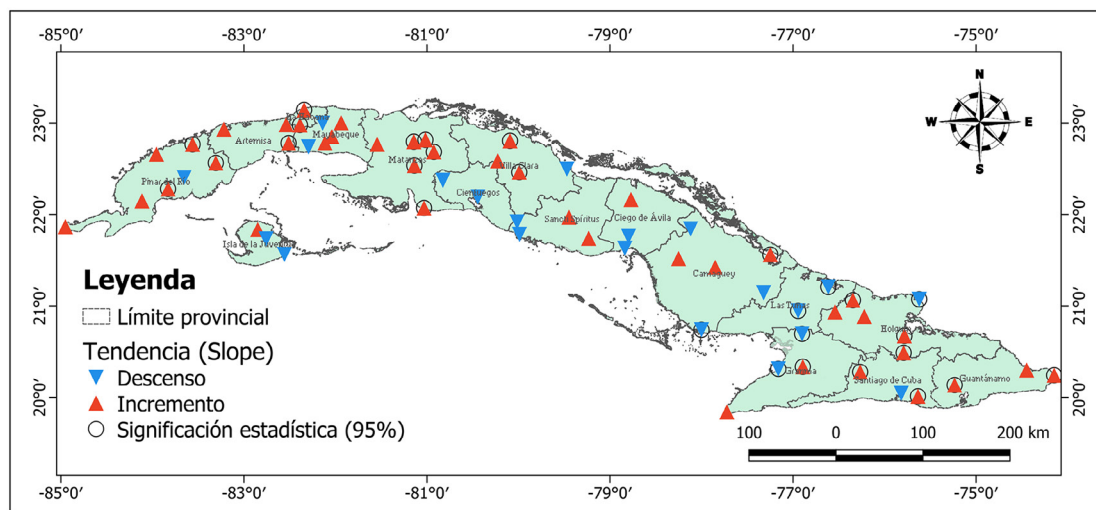 -85°0′ -83°0′ -81°0′ -79°0′ -77°0′ -75°0′
N
W E
S
23°0′ 23°0′
22°0′ 22°0′
21°0′ 21°0′
20°0′ 20°0′
Artemisa
Mayabeque
Matanzas
Villa Clara
Pinar del Río
Cienfuegos
Sancti Spíritus
Ciego de Ávila
Isla de la Juventud
Camagüey
Las Tunas
Holguín
Granma
Santiago de Cuba
Guantánamo
Leyenda
Límite provincial
Tendencia (Slope)
Descenso
Incremento
Significación estadística (95%)
100 0 100 200 km
-85°0′ -83°0′ -81°0′ -79°0′ -77°0′ -75°0′